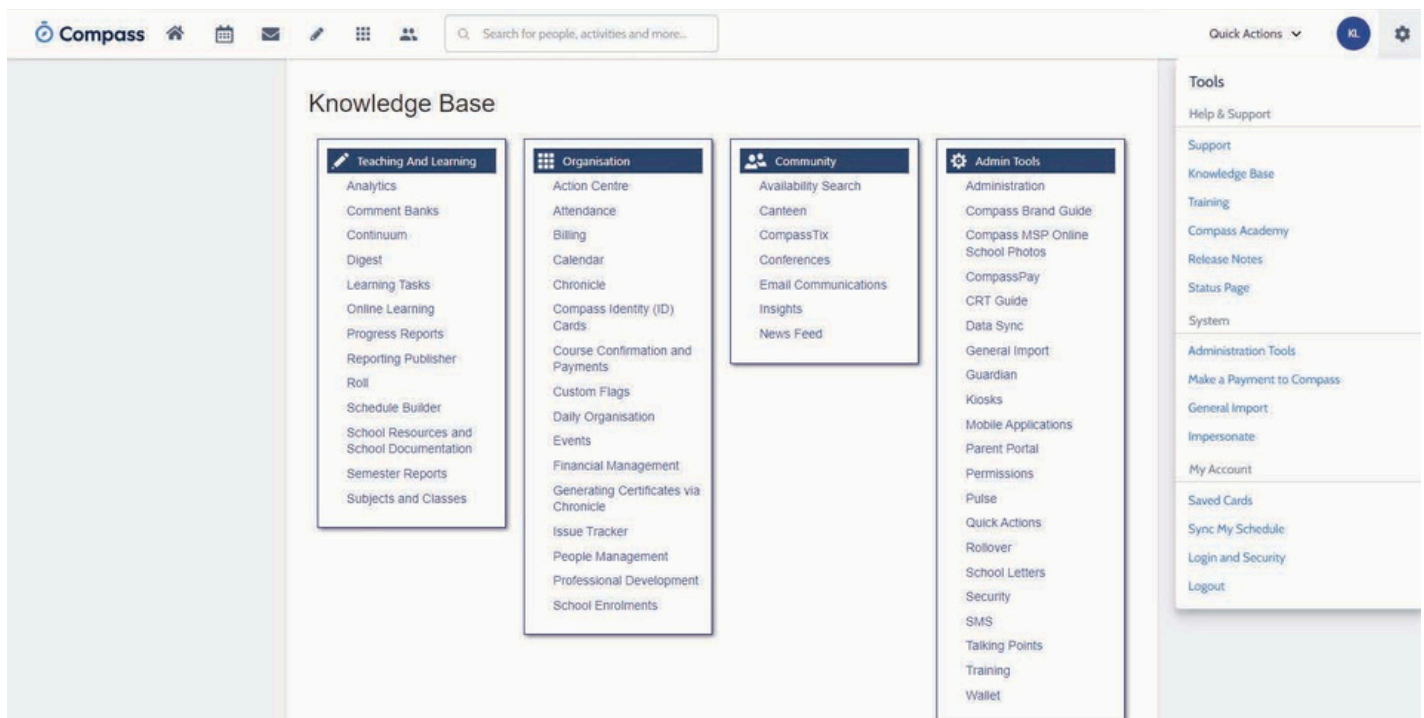 Compass
Search for people, activities and more...
Quick Actions
KL
Knowledge Base
Teaching And Learning
Analytics
Comment Banks
Continuum
Digest
Learning Tasks
Online Learning
Progress Reports
Reporting Publisher
Roll
Schedule Builder
School Resources and
School Documentation
Semester Reports
Subjects and Classes
Organisation
Action Centre
Attendance
Billing
Calendar
Chronicle
Compass Identity (ID)
Cards
Course Confirmation and
Payments
Custom Flags
Daily Organisation
Events
Financial Management
Generating Certificates via
Chronicle
Issue Tracker
People Management
Professional Development
School Enrolments
Community
Availability Search
Canteen
CompassTix
Conferences
Email Communications
Insights
News Feed
Admin Tools
Administration
Compass Brand Guide
Compass MSP Online
School Photos
CompassPay
CRT Guide
Data Sync
General Import
Guardian
Kiosks
Mobile Applications
Parent Portal
Permissions
Pulse
Quick Actions
Rollover
School Letters
Security
SMS
Talking Points
Training
Wallet
Tools
Help & Support
Support
Knowledge Base
Training
Compass Academy
Release Notes
Status Page
System
Administration Tools
Make a Payment to Compass
General Import
Impersonate
My Account
Saved Cards
Sync My Schedule
Login and Security
Logout